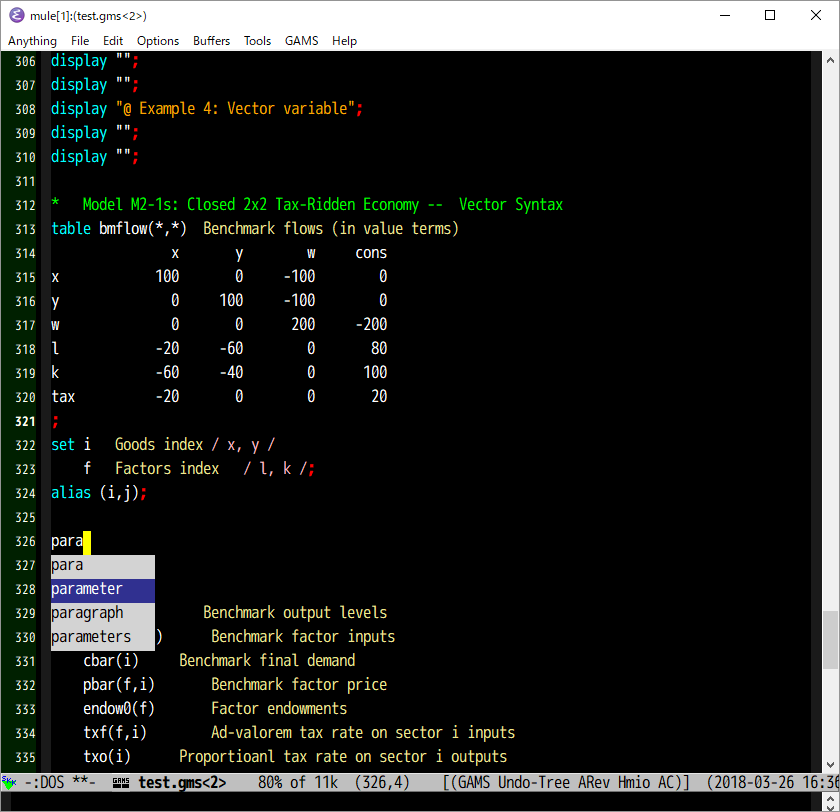 mule[1]:(test.gms<2>)
Anything File Edit Options Buffers Tools GAMS Help
306 display "";
307 display "";
308 display "@ Example 4: Vector variable";
309 display "";
310 display "";
311
312 *   Model M2-1s: Closed 2x2 Tax-Ridden Economy --  Vector Syntax
313 table bmflow(*,*)  Benchmark flows (in value terms)
314                x       y        w     cons
315 x            100       0     -100        0
316 y              0     100     -100        0
317 w              0       0      200     -200
318 l            -20     -60        0       80
319 k            -60     -40        0      100
320 tax          -20       0        0       20
321 ;
322 set i   Goods index / x, y /
323     f   Factors index   / l, k /;
324 alias (i,j);
325
326 para
327 para
328 parameter
329 paragraph          Benchmark output levels
330 parameters   )      Benchmark factor inputs
331     cbar(i)     Benchmark final demand
332     pbar(f,i)       Benchmark factor price
333     endow0(f)       Factor endowments
334     txf(f,i)        Ad-valorem tax rate on sector i inputs
335     txo(i)      Proportioanl tax rate on sector i outputs
-:DOS **-  GAMS test.gms<2>    80% of 11k  (326,4)    [(GAMS Undo-Tree ARev Hmio AC)]  (2018-03-26 16:36